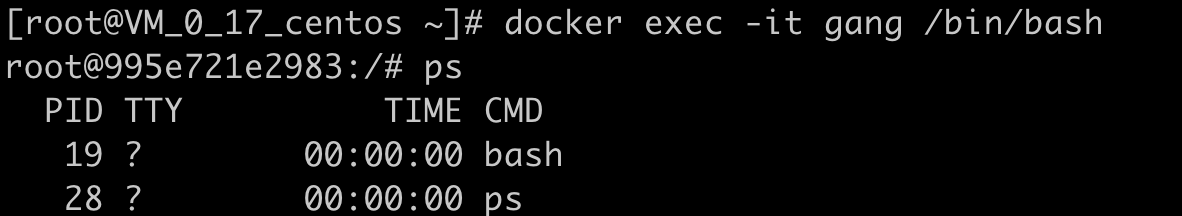 [root@VM_0_17_centos ~]# docker exec -it gang /bin/bash
root@995e721e2983:/# ps
  PID TTY          TIME CMD
   19 ?        00:00:00 bash
   28 ?        00:00:00 ps